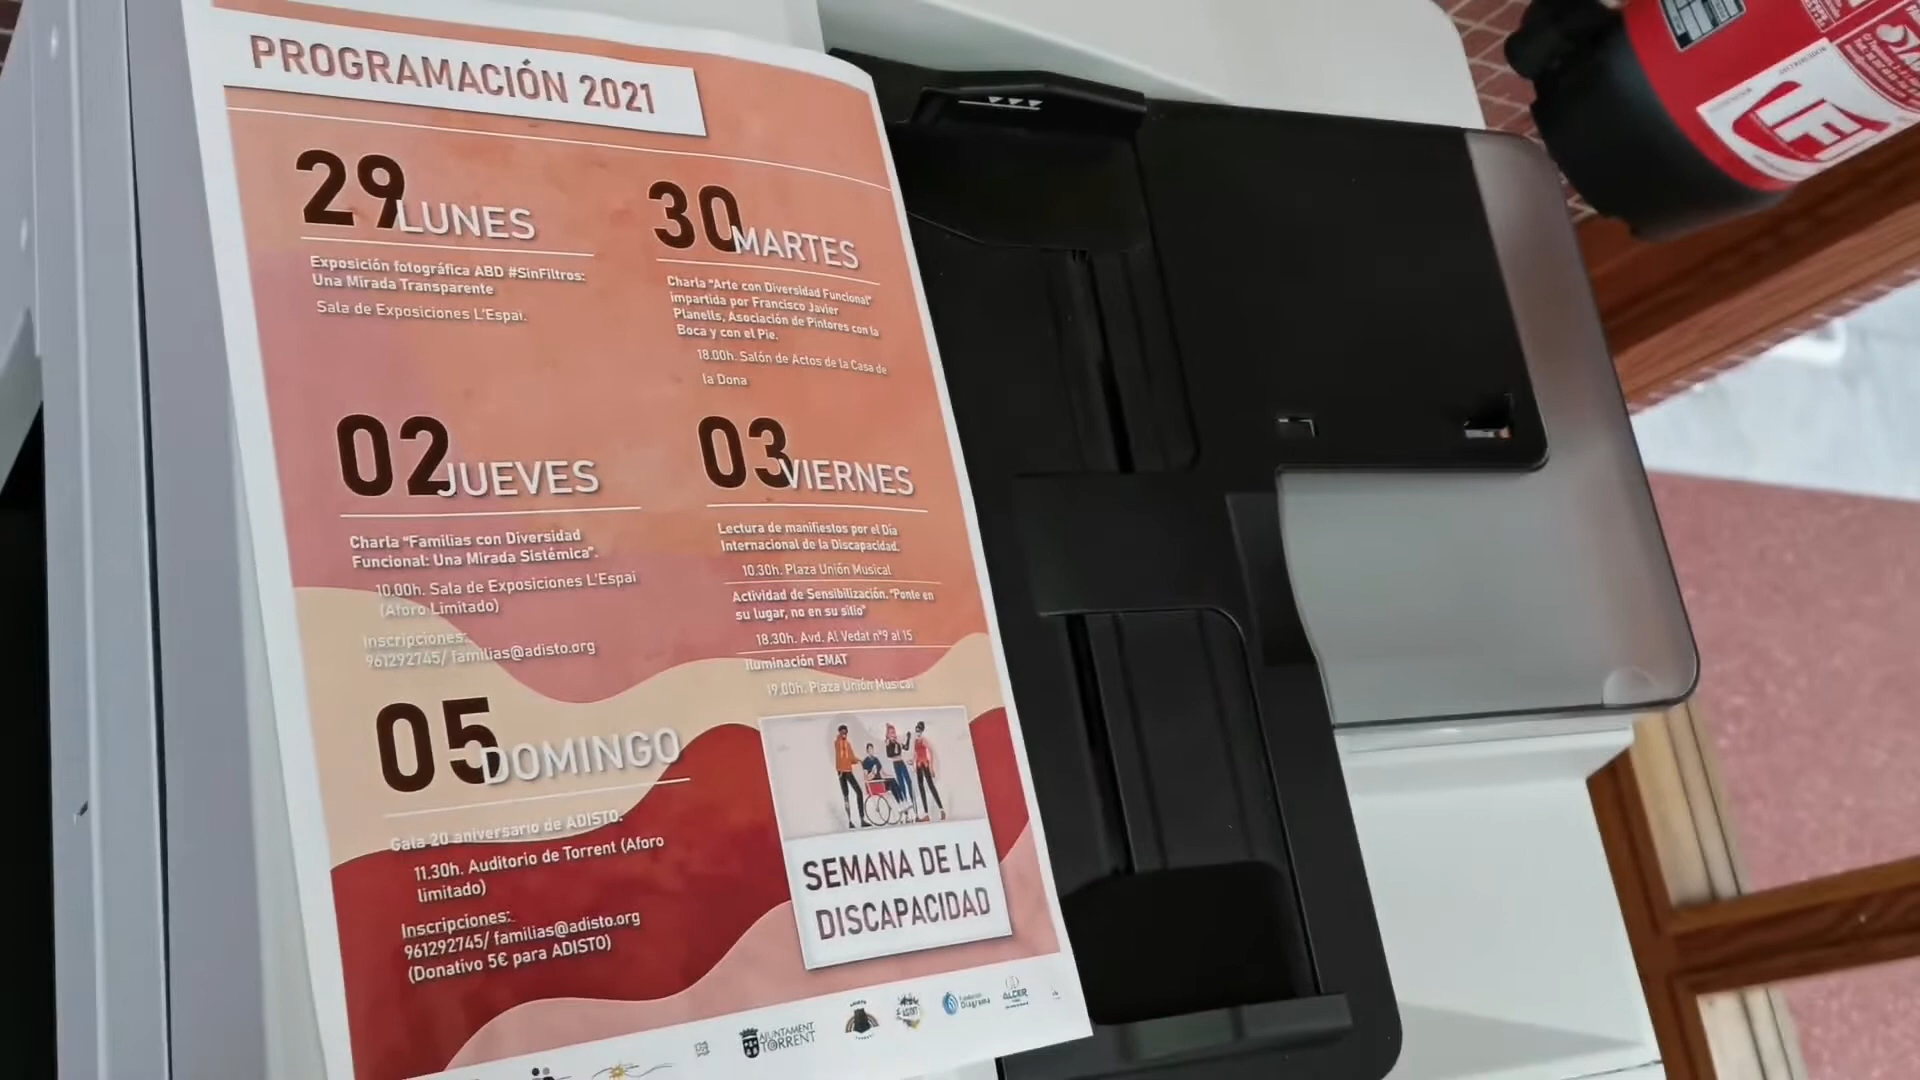 PROGRAMACIÓN 2021
29 LUNES
Exposición fotográfica ABD #SinFiltros:
Una Mirada Transparente
Sala de Exposiciones L'Espai.
30 MARTES
Charla "Arte con Diversidad Funcional"
impartida por Francisco Javier
Planells, Asociación de Pintores con la
Boca y con el Pie.
18.00h. Salón de Actos de la Casa de
la Dona
02 JUEVES
Charla "Familias con Diversidad
Funcional: Una Mirada Sistémica".
10.00h. Sala de Exposiciones L'Espai
(Aforo Limitado)
Inscripciones:
961292745/ familias@adisto.org
03 VIERNES
Lectura de manifiestos por el Día
Internacional de la Discapacidad.
10.30h. Plaza Unión Musical
Actividad de Sensibilización. "Ponte en
su lugar, no en su sitio"
18.30h. Avd. Al Vedat nº9 al 15
Iluminación EMAT
19.00h. Plaza Unión Musical
05 DOMINGO
Gala 20 aniversario de ADISTO.
11.30h. Auditorio de Torrent (Aforo
limitado)
Inscripciones:
961292745/ familias@adisto.org
(Donativo 5€ para ADISTO)
SEMANA DE LA
DISCAPACIDAD
AJUNTAMENT
TORRENT
Fundación
Diagrama
ALCER